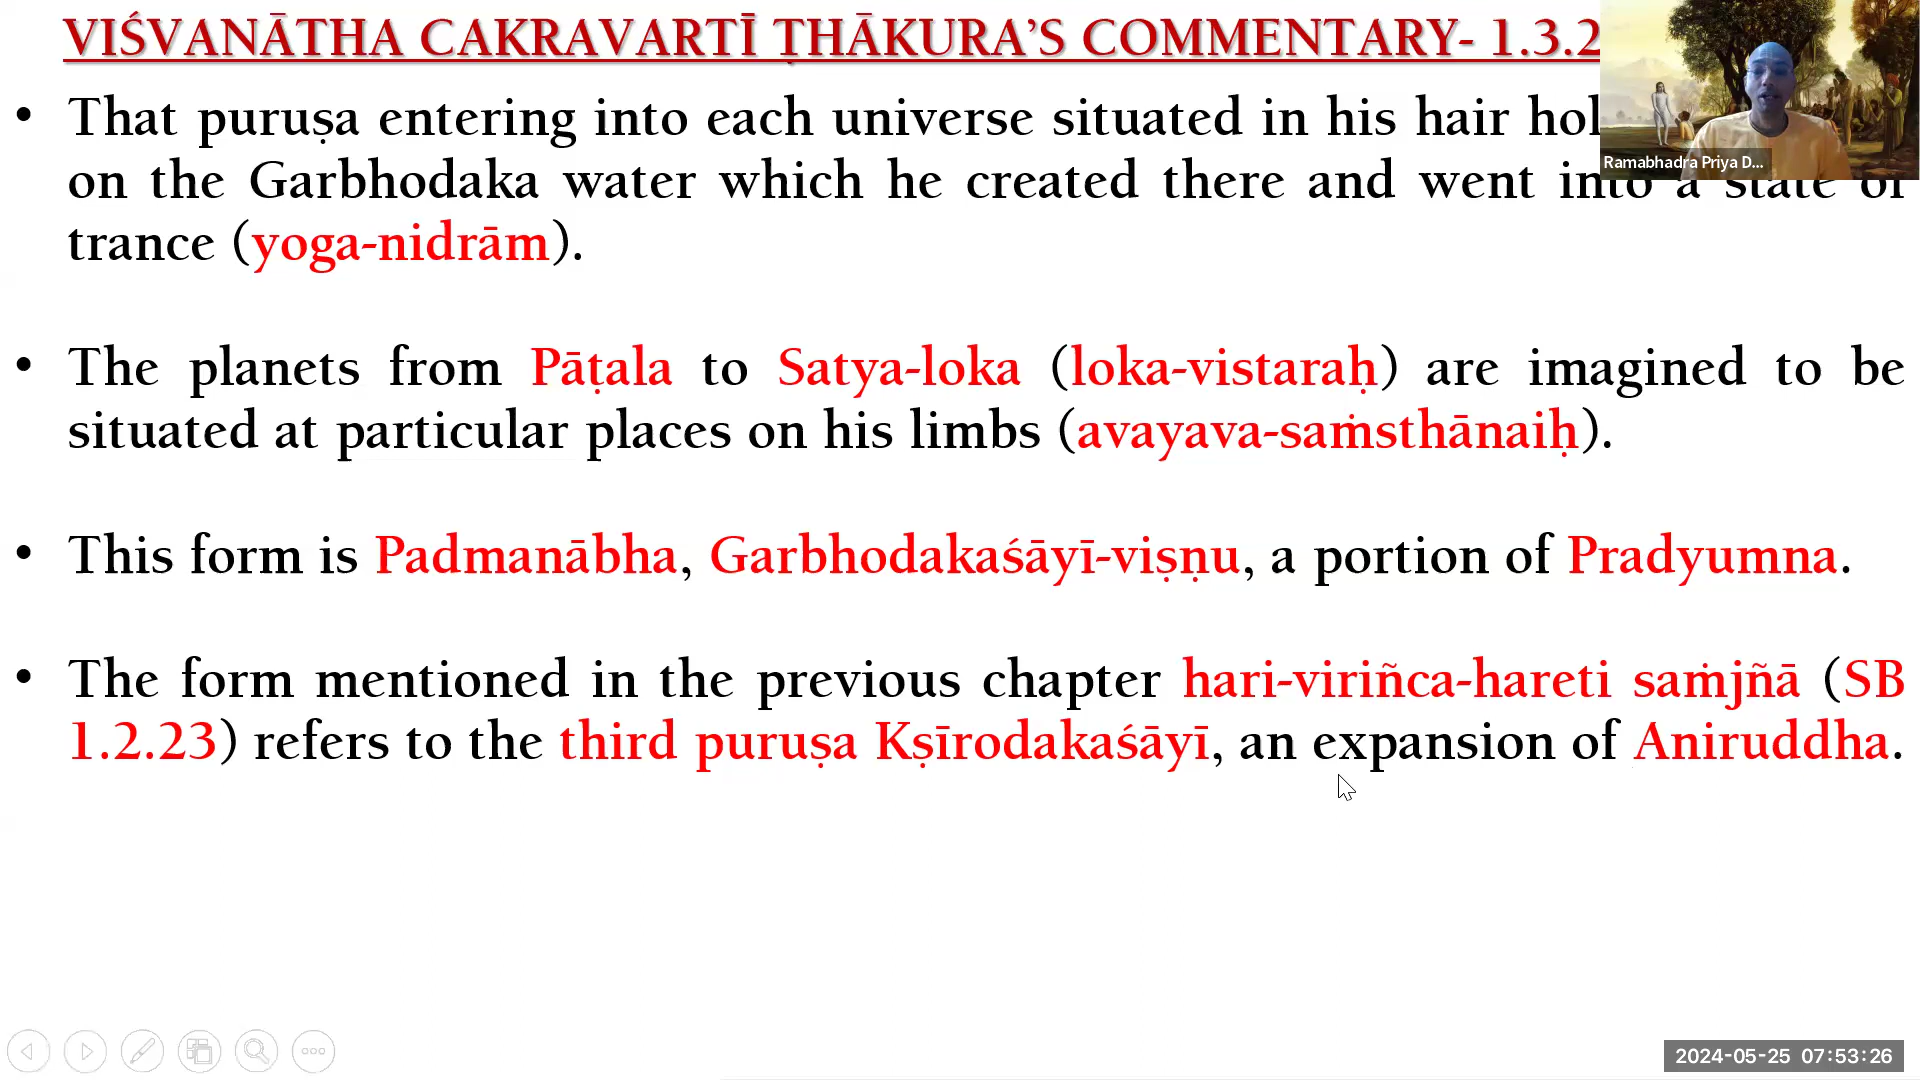 VIŚVANĀTHA CAKRAVARTĪ ṬHĀKURA'S COMMENTARY- 1.3.2
• That puruṣa entering into each universe situated in his hair
on the Garbhodaka water which he created there and went into a state of
trance (yoga-nidrām).
• The planets from Pāṭala to Satya-loka (loka-vistaraḥ) are imagined to be
situated at particular places on his limbs (avayava-saṁsthānaiḥ).
• This form is Padmanābha, Garbhodakaśāyī-viṣṇu, a portion of Pradyumna.
• The form mentioned in the previous chapter hari-viriñca-hareti saṁjñā (SB
1.2.23) refers to the third puruṣa Kṣīrodakaśāyī, an expansion of Aniruddha.
Ramabhadra Priya D...
2024-05-25 07:53:26